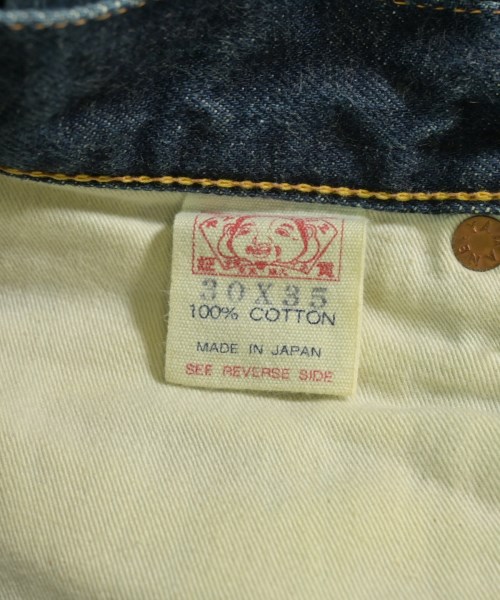 30X35
100% COTTON
MADE IN JAPAN
SEE REVERSE SIDE